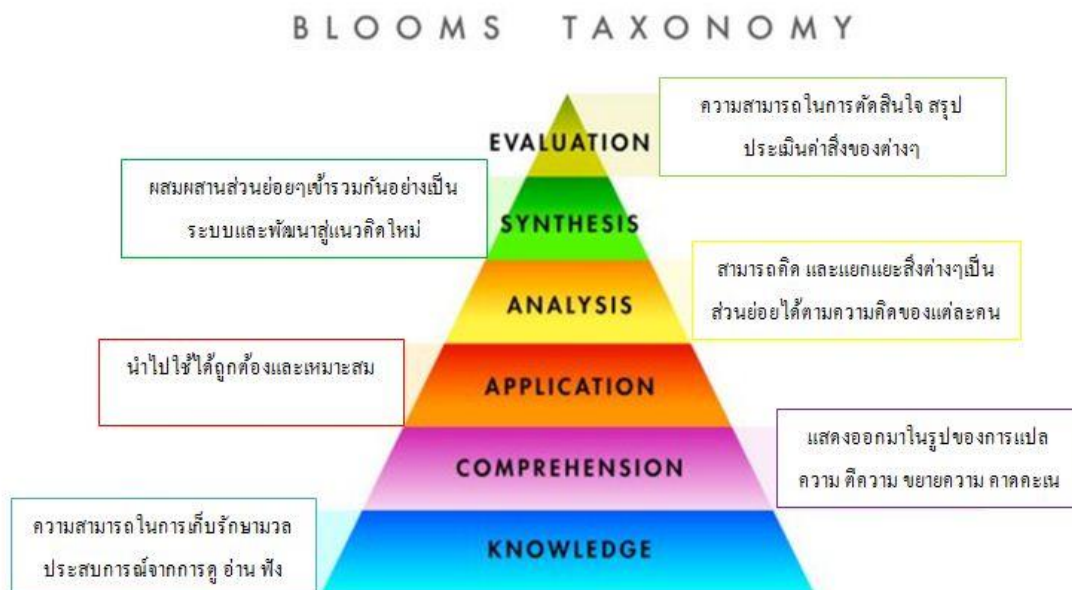 BLOOMS TAXONOMY
ความสามารถในการตัดสินใจ สรุป
ประเมินค่าสิ่งของต่างๆ
EVALUATION
ผสมผสานส่วนย่อยๆเข้ารวมกันอย่างเป็น
ระบบและพัฒนาสู่แนวคิดใหม่
SYNTHESIS
สามารถคิด และแยกแยะสิ่งต่างๆเป็น
ส่วนย่อยได้ตามความคิดของแต่ละคน
ANALYSIS
นำไปใช้ได้ถูกต้องและเหมาะสม
APPLICATION
แสดงออกมาในรูปของการแปล
ความ ตีความ ขยายความ คาดคะเน
COMPREHENSION
ความสามารถในการเก็บรักษามวล
ประสบการณ์จากการดู อ่าน ฟัง
KNOWLEDGE